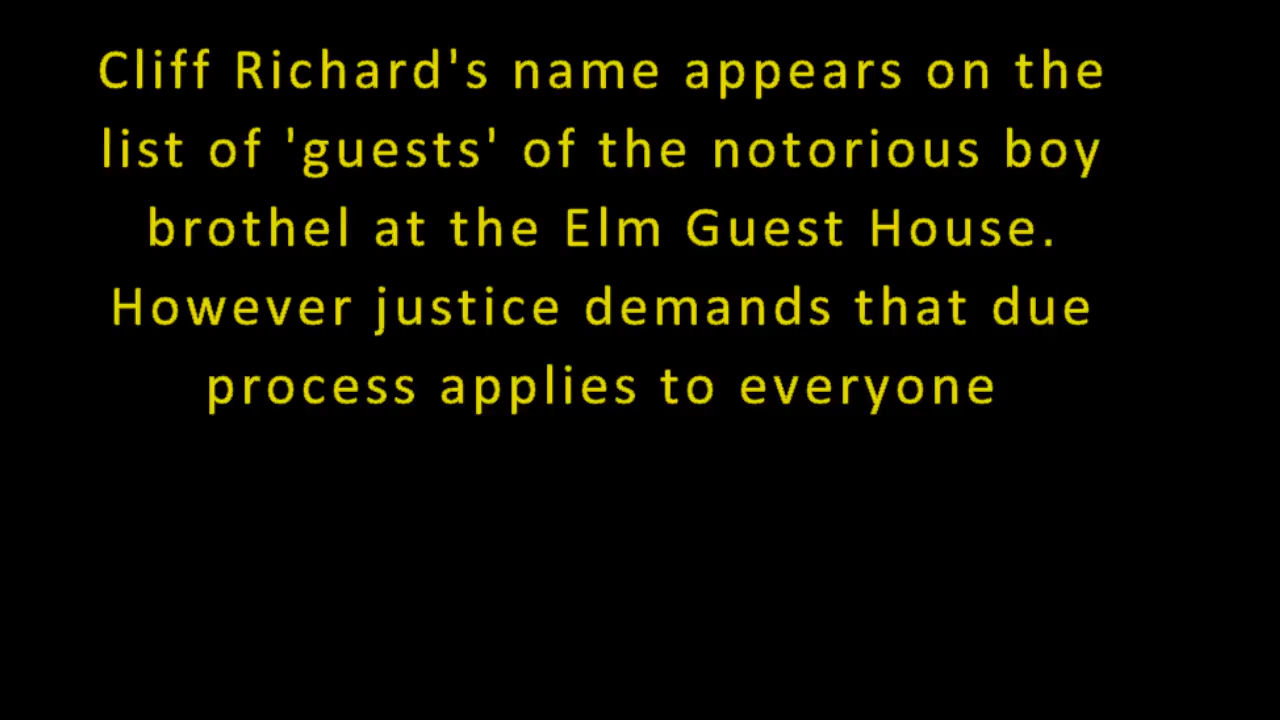 Cliff Richard's name appears on the
list of 'guests' of the notorious boy
brothel at the Elm Guest House.
However justice demands that due
process applies to everyone